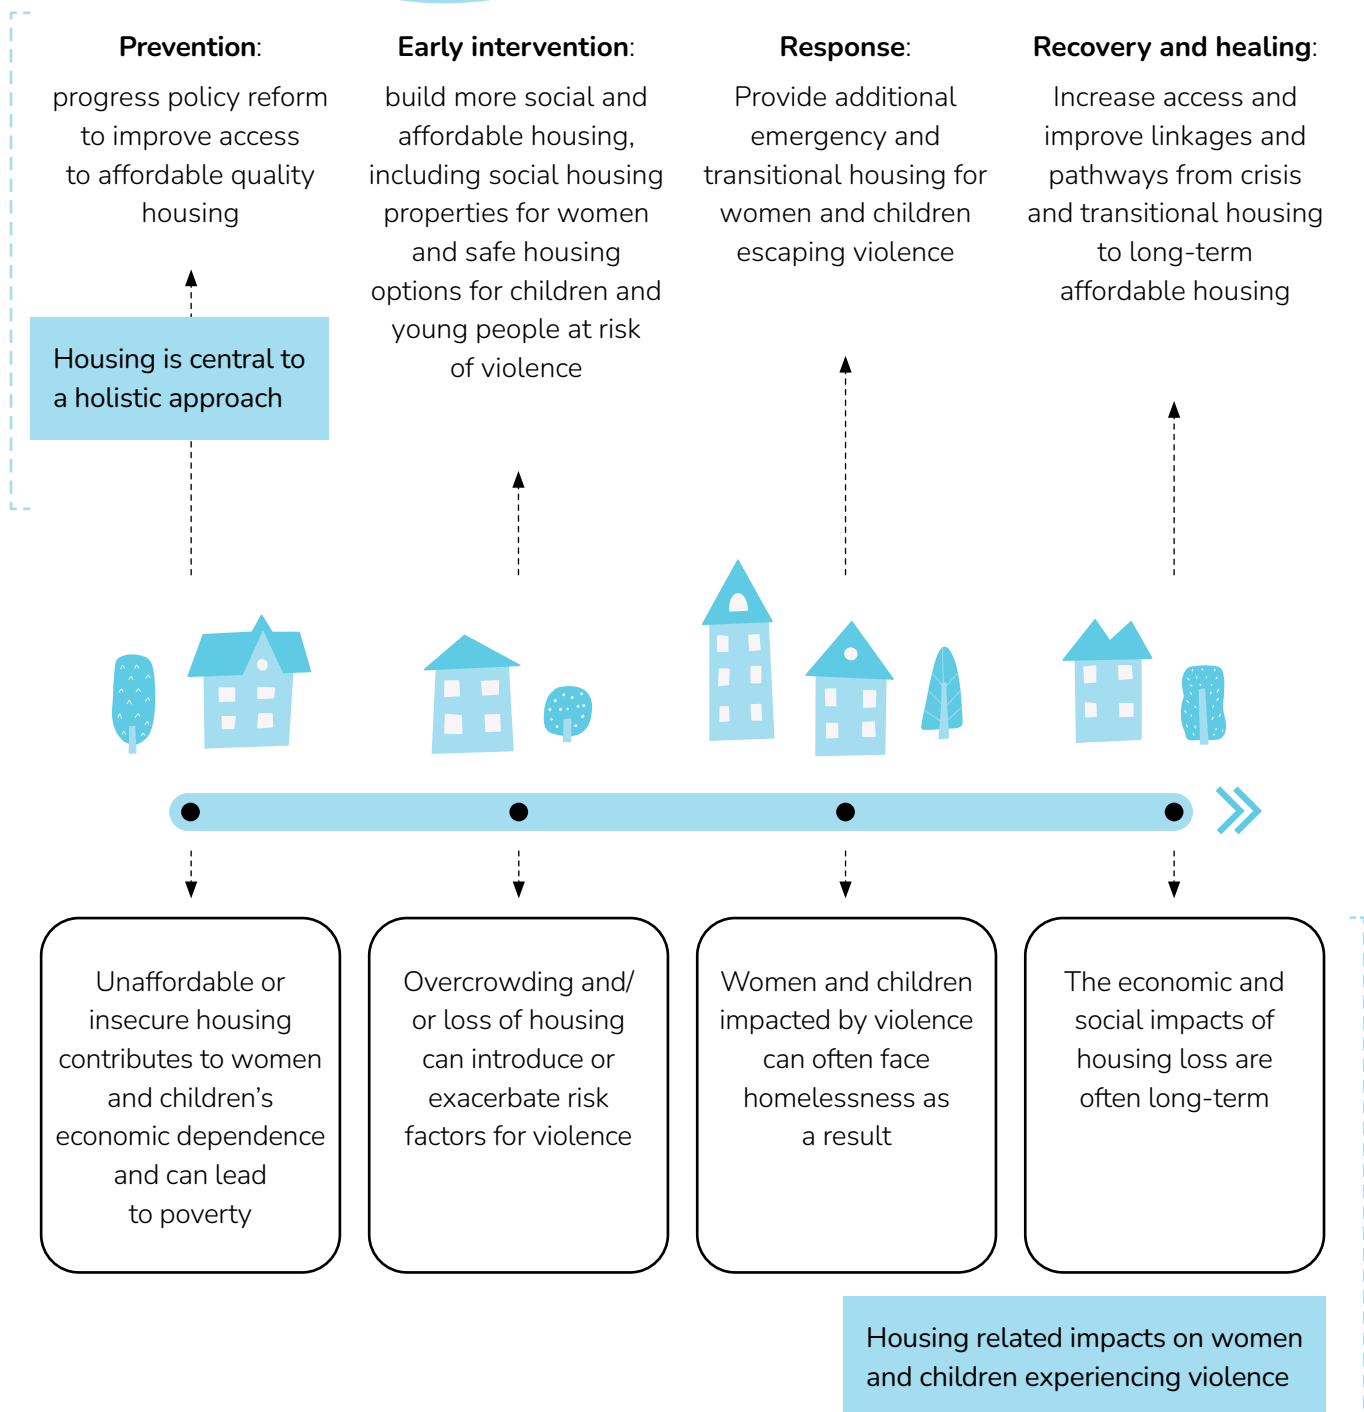 Prevention:
progress policy reform
to improve access
to affordable quality
housing
Early intervention:
build more social and
affordable housing,
including social housing
properties for women
and safe housing
options for children and
young people at risk
of violence
Response:
Provide additional
emergency and
transitional housing for
women and children
escaping violence
Recovery and healing:
Increase access and
improve linkages and
pathways from crisis
and transitional housing
to long-term
affordable housing
Housing is central to
a holistic approach
Unaffordable or
insecure housing
contributes to women
and children’s
economic dependence
and can lead
to poverty
Overcrowding and/
or loss of housing
can introduce or
exacerbate risk
factors for violence
Women and children
impacted by violence
can often face
homelessness as
a result
The economic and
social impacts of
housing loss are
often long-term
Housing related impacts on women
and children experiencing violence